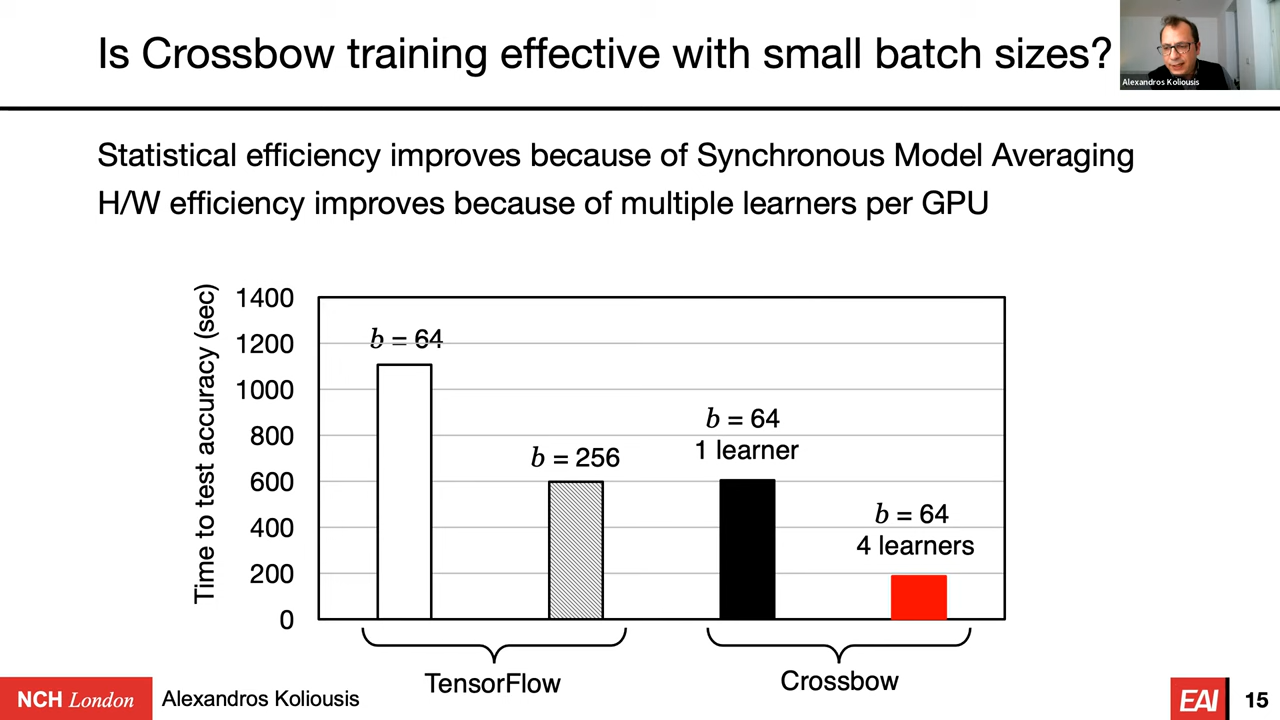 Is Crossbow training effective with small batch sizes?
Alexandros Koliousis
Statistical efficiency improves because of Synchronous Model Averaging
H/W efficiency improves because of multiple learners per GPU
Time to test accuracy (sec)
1400
1200
1000
800
600
400
200
0
b = 64
b = 256
b = 64
1 learner
b = 64
4 learners
TensorFlow
Crossbow
NCH London
Alexandros Koliousis
EAI
15